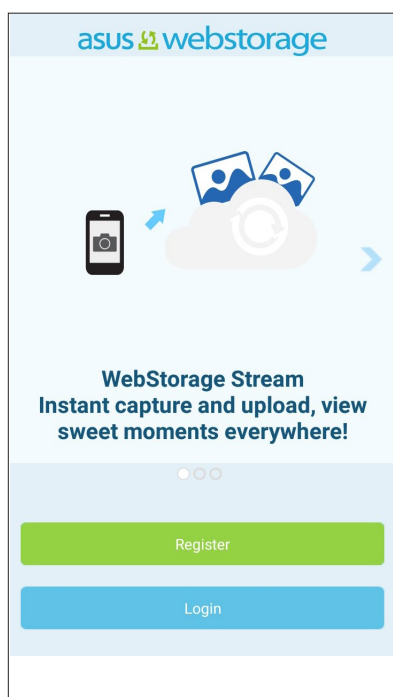 asus webstorage
WebStorage Stream
Instant capture and upload, view
sweet moments everywhere!
Register
Login